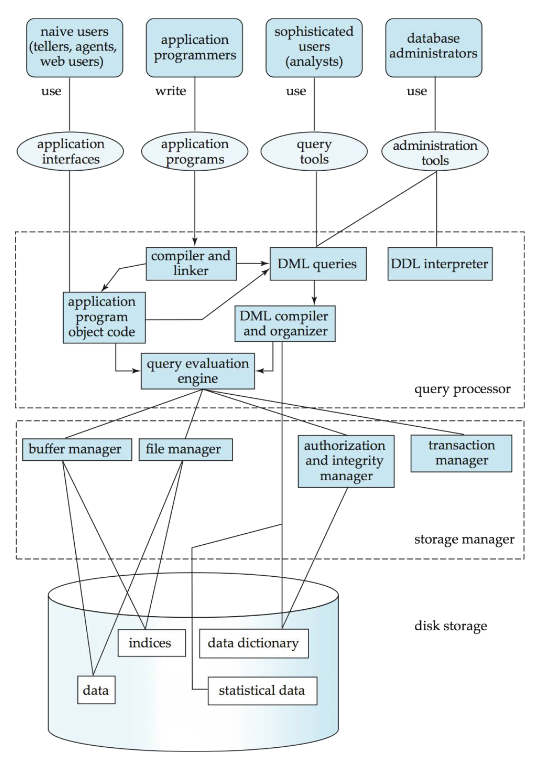 naive users
(tellers, agents,
web users)
application
programmers
sophisticated
users
(analysts)
database
administrators
use
write
use
use
application
interfaces
application
programs
query
tools
administration
tools
compiler and
linker
DML queries
DDL interpreter
application
program
object code
DML compiler
and organizer
query evaluation
engine
query processor
buffer manager
file manager
authorization
and integrity
manager
transaction
manager
storage manager
disk storage
indices
data dictionary
data
statistical data